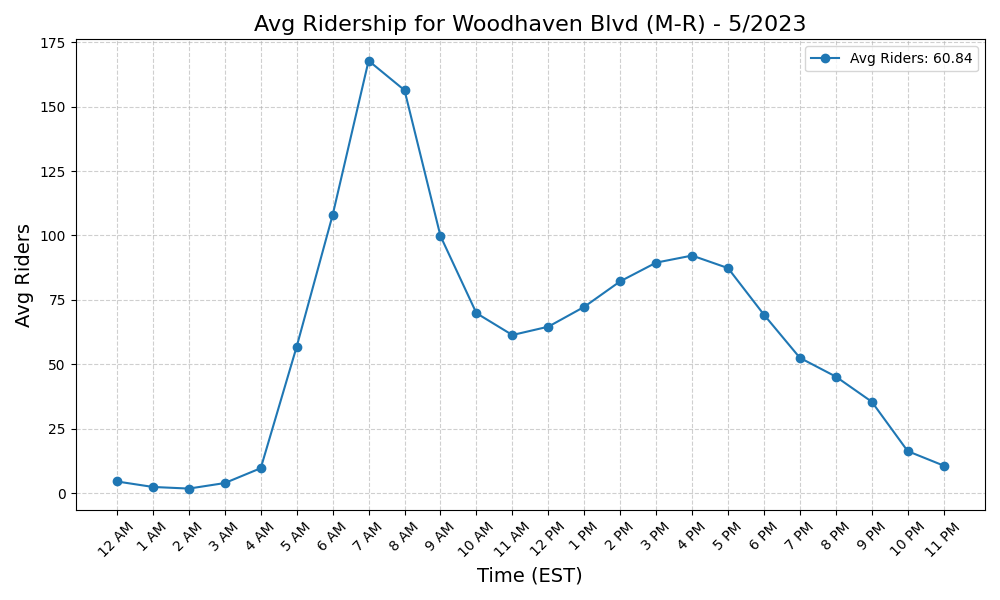 Avg Ridership for Woodhaven Blvd (M-R) - 5/2023
Avg Riders: 60.84
Avg Riders
175
150
125
100
75
50
25
0
12 AM
1 AM
2 AM
3 AM
4 AM
5 AM
6 AM
7 AM
8 AM
9 AM
10 AM
11 AM
12 PM
1 PM
2 PM
3 PM
4 PM
5 PM
6 PM
7 PM
8 PM
9 PM
10 PM
11 PM
Time (EST)